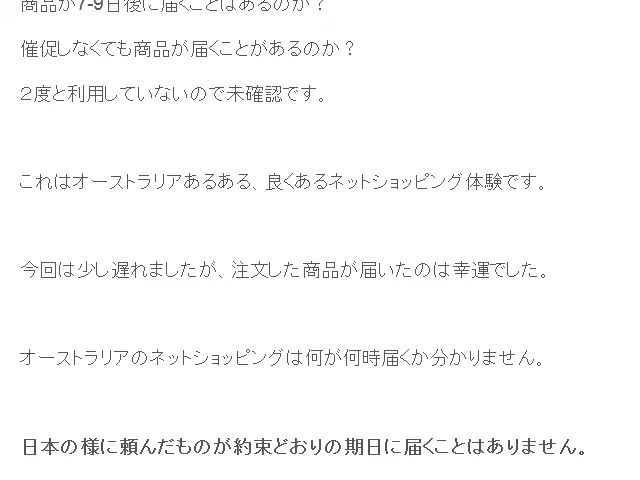 商品が7-9日後に届くことはあるのか？
催促しなくても商品が届くことがあるのか？
２度と利用していないので未確認です。
これはオーストラリアあるある、良くあるネットショッピング体験です。
今回は少し遅れましたが、注文した商品が届いたのは幸運でした。
オーストラリアのネットショッピングは何が何時届くか分かりません。
日本の様に頼んだものが約束どおりの期日に届くことはありません。